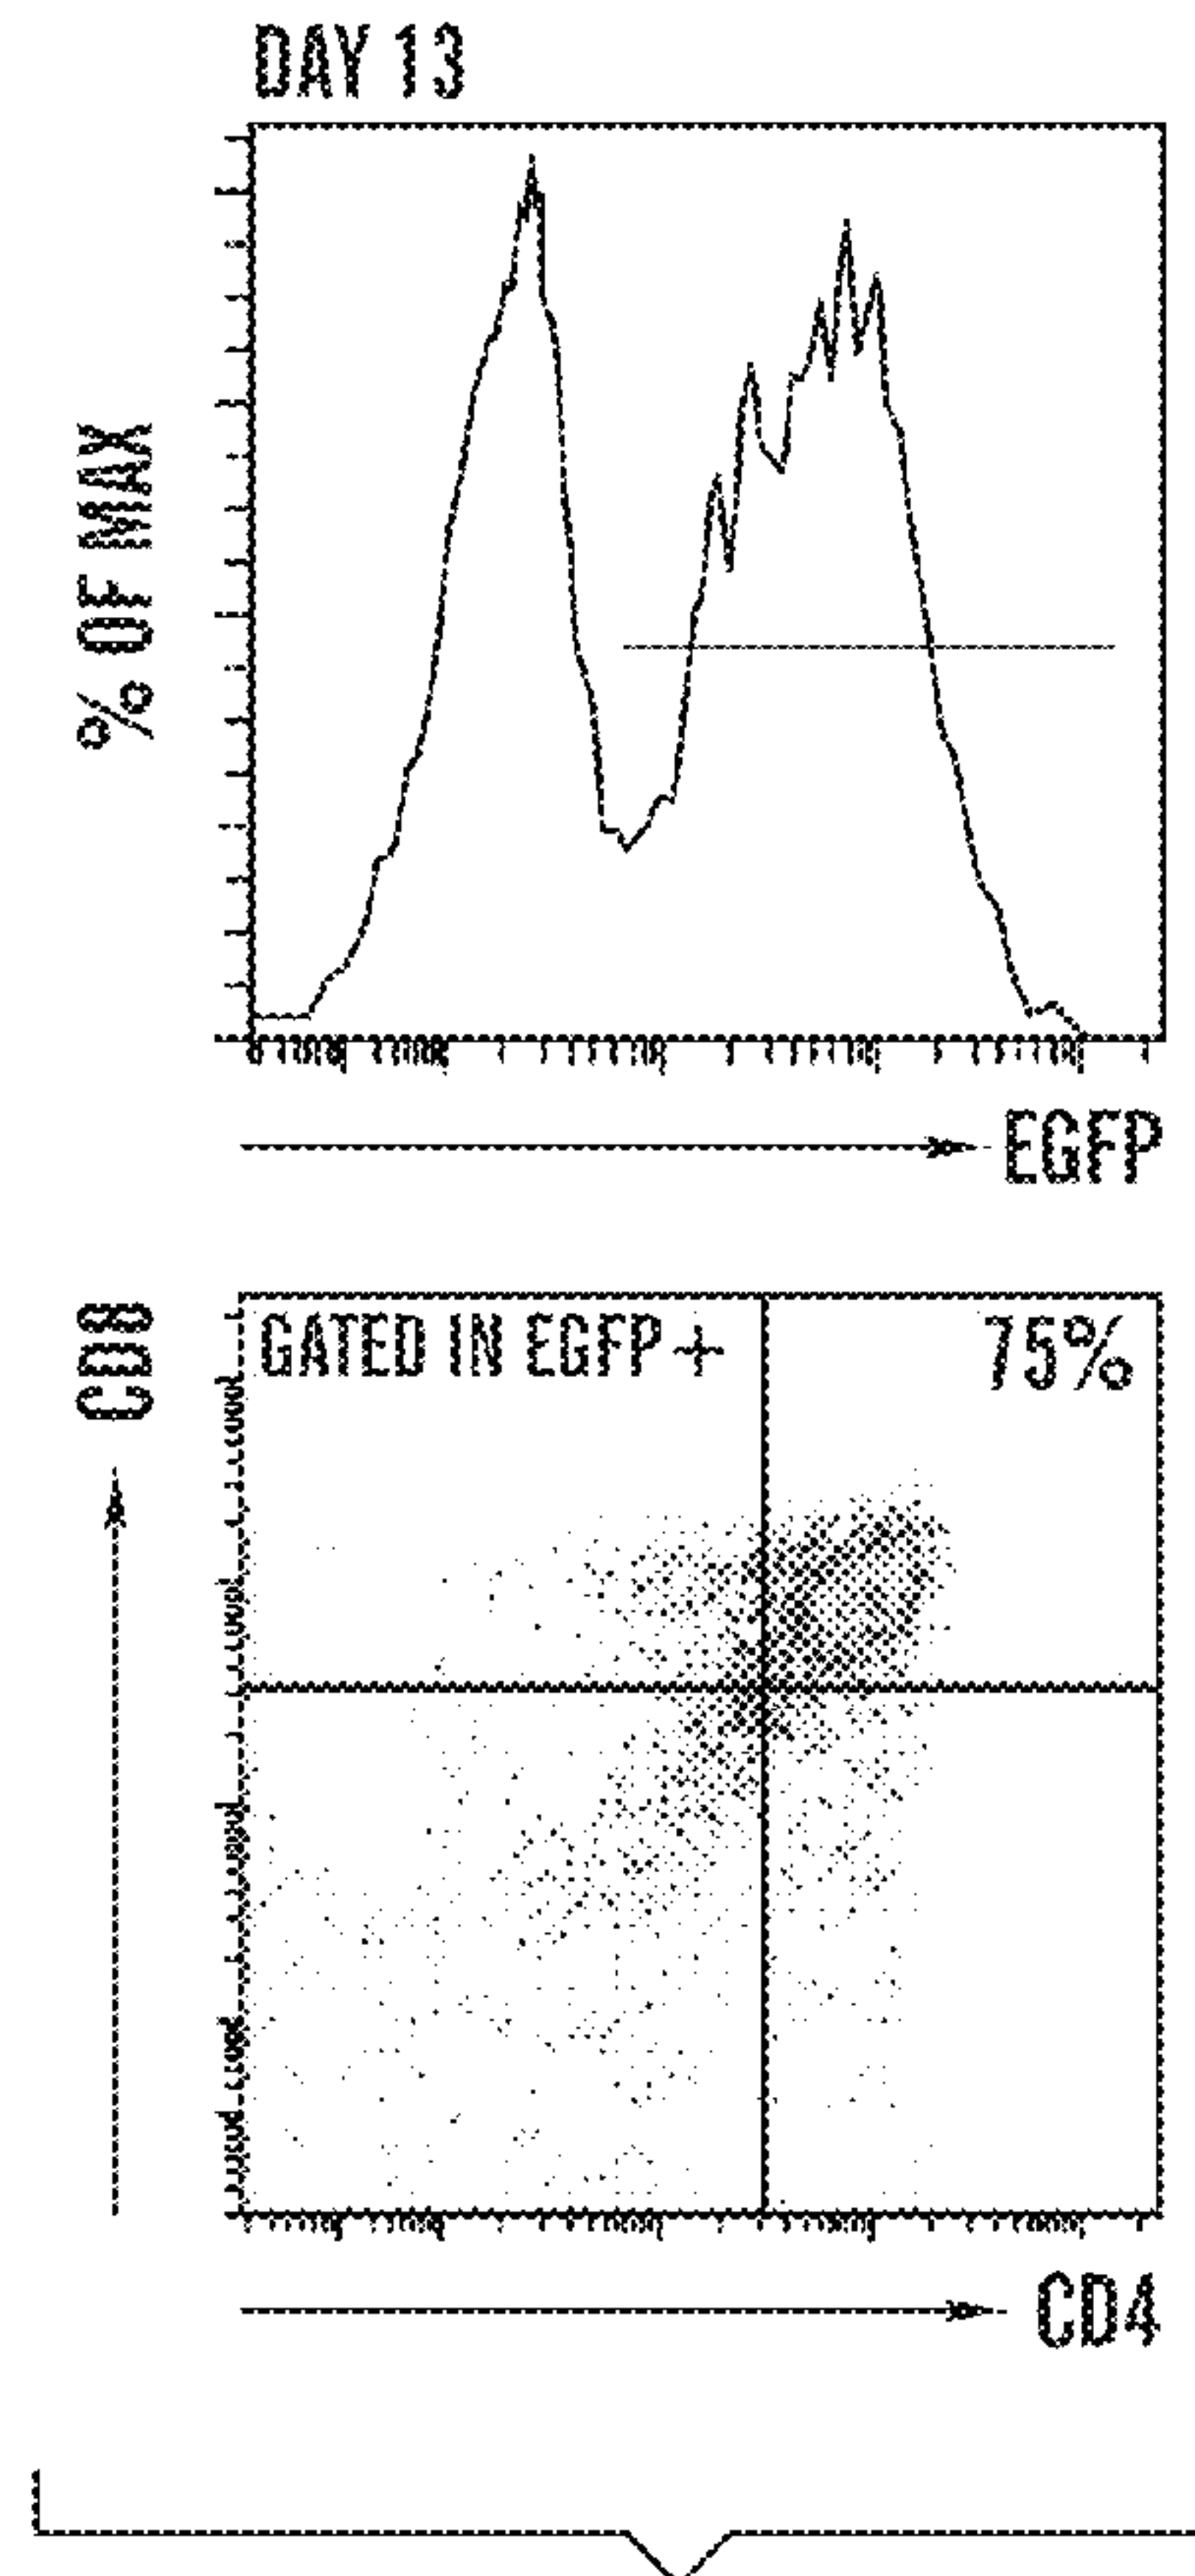 DAY 13
% OF MAX
EGFP
CD8
GATED IN EGFP+
75%
CD4